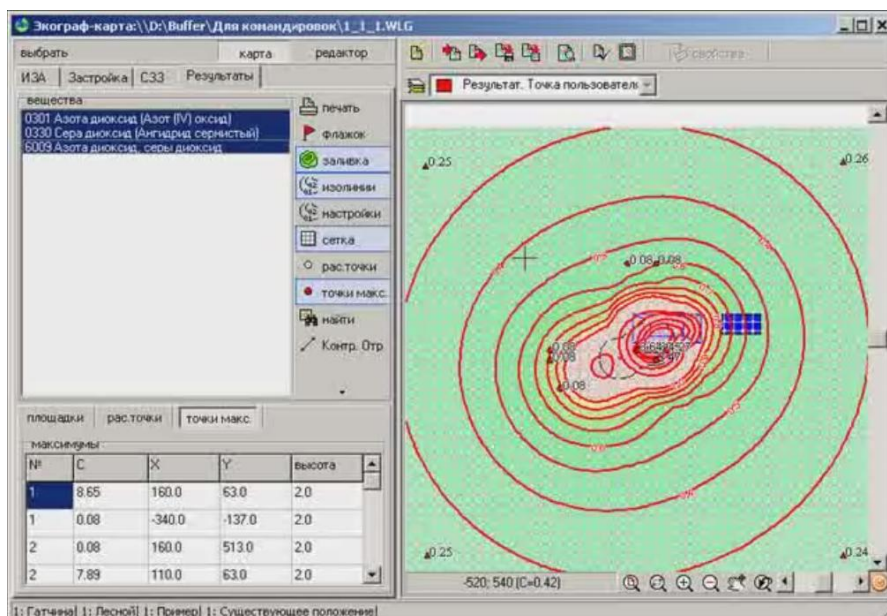 Экограф-карта:\\D:\Buffer\Для командировок\1_1_1.WLG
выбрать карта редактор
ИЗА Застройка СЗЗ Результаты
вещества
0301 Азота диоксид (Азот (IV) оксид)
0330 Сера диоксид (Ангидрид сернистый)
6009 Азота диоксид, серы диоксид
печать
флажок
заливка
изолинии
настройки
сетка
рас.точки
точки макс.
найти
Контр. Отр
площадки рас.точки точки макс.
максимумы
№ C X Y высота
1 8.65 160.0 63.0 2.0
1 0.08 -340.0 -137.0 2.0
2 0.08 160.0 513.0 2.0
2 7.89 110.0 63.0 2.0
свойства
Результат. Точка пользователя
0.25 0.26
0.08 0.08
0.08
0.08
0.08
0.25 0.24
-520; 540 (C=0.42)
1: Гатчина| 1: Лесной| 1: Пример| 1: Существующее положение|